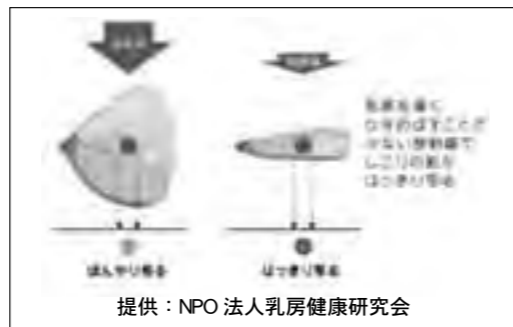 乳房を薄く
ひきのばすことで
少ない放射線で
しこりの影が
はっきり写る
ぼんやり写る
はっきり写る
提供:NPO 法人乳房健康研究会